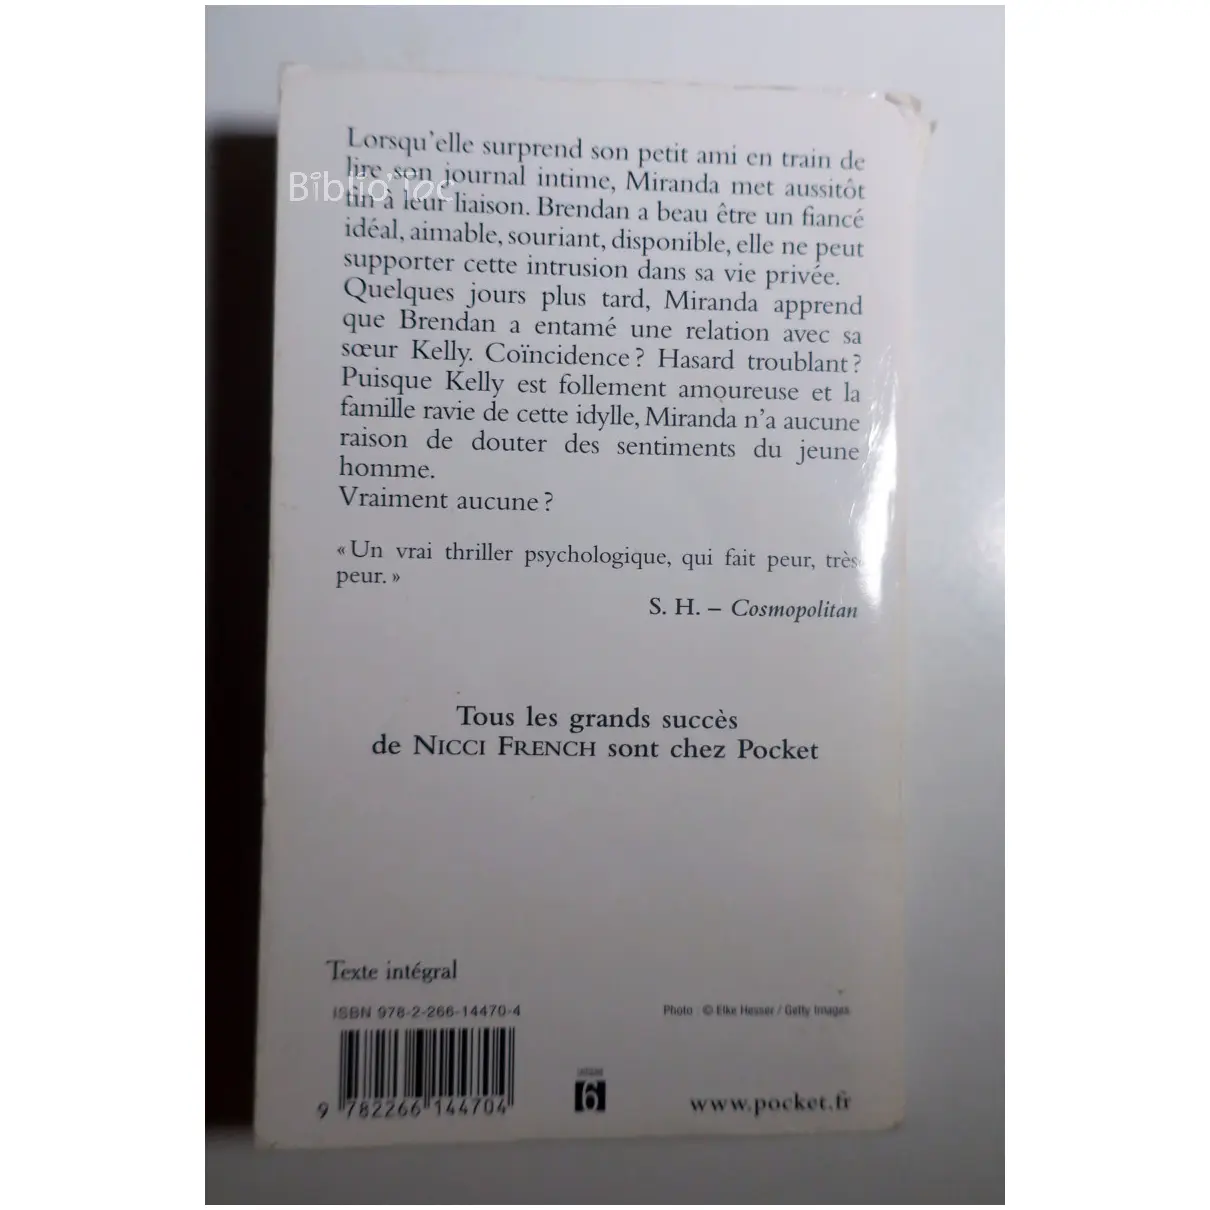 Lorsqu'elle surprend son petit ami en train de
lire son journal intime, Miranda met aussitôt
fin à leur liaison. Brendan a beau être un fiancé
idéal, aimable, souriant, disponible, elle ne peut
supporter cette intrusion dans sa vie privée.
Quelques jours plus tard, Miranda apprend
que Brendan a entamé une relation avec sa
sœur Kelly. Coïncidence ? Hasard troublant ?
Puisque Kelly est follement amoureuse et la
famille ravie de cette idylle, Miranda n'a aucune
raison de douter des sentiments du jeune
homme.
Vraiment aucune ?
« Un vrai thriller psychologique, qui fait peur, très
peur. »
S. H. – Cosmopolitan
Tous les grands succès
de NICCI FRENCH sont chez Pocket
Texte intégral
ISBN 978-2-266-14470-4
Photo : © Elke Hesser / Getty Images
9 782266 144704
6
www.pocket.fr
Biblio'Toc